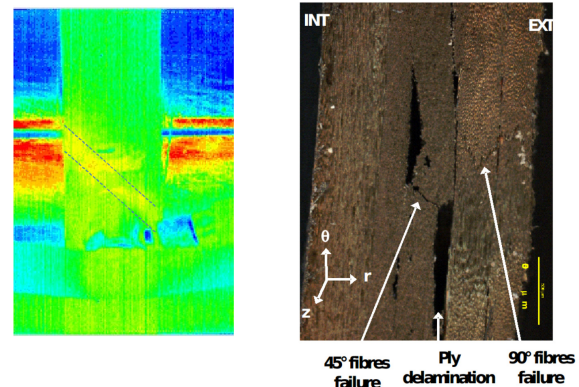 INT
EXT
θ
r
z
45° fibres
failure
Ply
delamination
90° fibres
failure